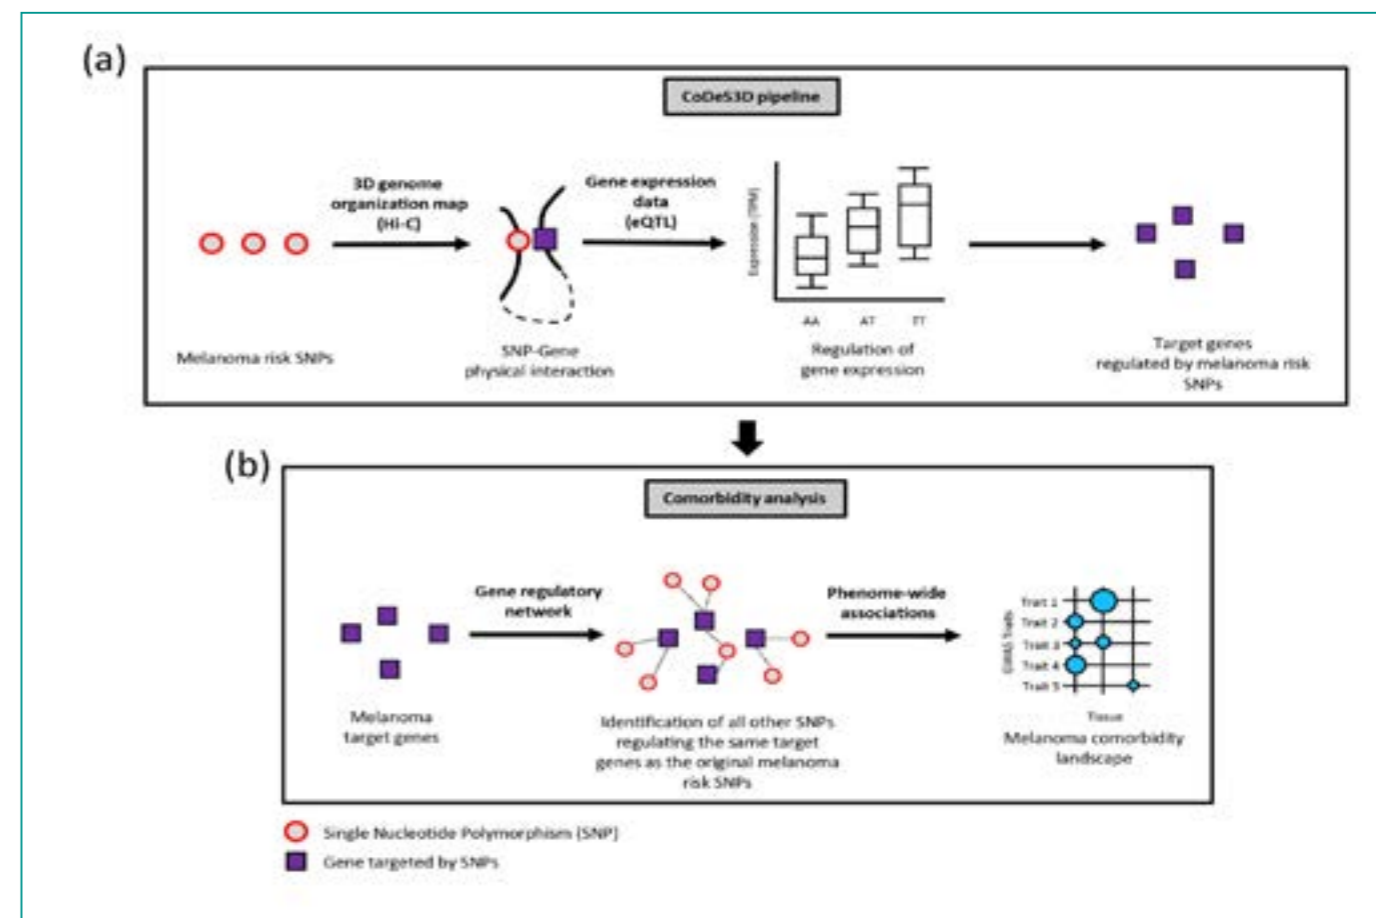 (a)
CoDeS3D pipeline
3D genome
organization map
(Hi-C)
Gene expression
data
(eQTL)
Expression (TPM)
AA AT TT
Melanoma risk SNPs
SNP-Gene
physical interaction
Regulation of
gene expression
Target genes
regulated by melanoma risk
SNPs
(b)
Comorbidity analysis
Gene regulatory
network
Phenome-wide
associations
GWAS Traits
Trait 1
Trait 2
Trait 3
Trait 4
Trait 5
Tissue
Melanoma
target genes
Identification of all other SNPs
regulating the same target
genes as the original melanoma
risk SNPs
Melanoma comorbidity
landscape
Single Nucleotide Polymorphism (SNP)
Gene targeted by SNPs